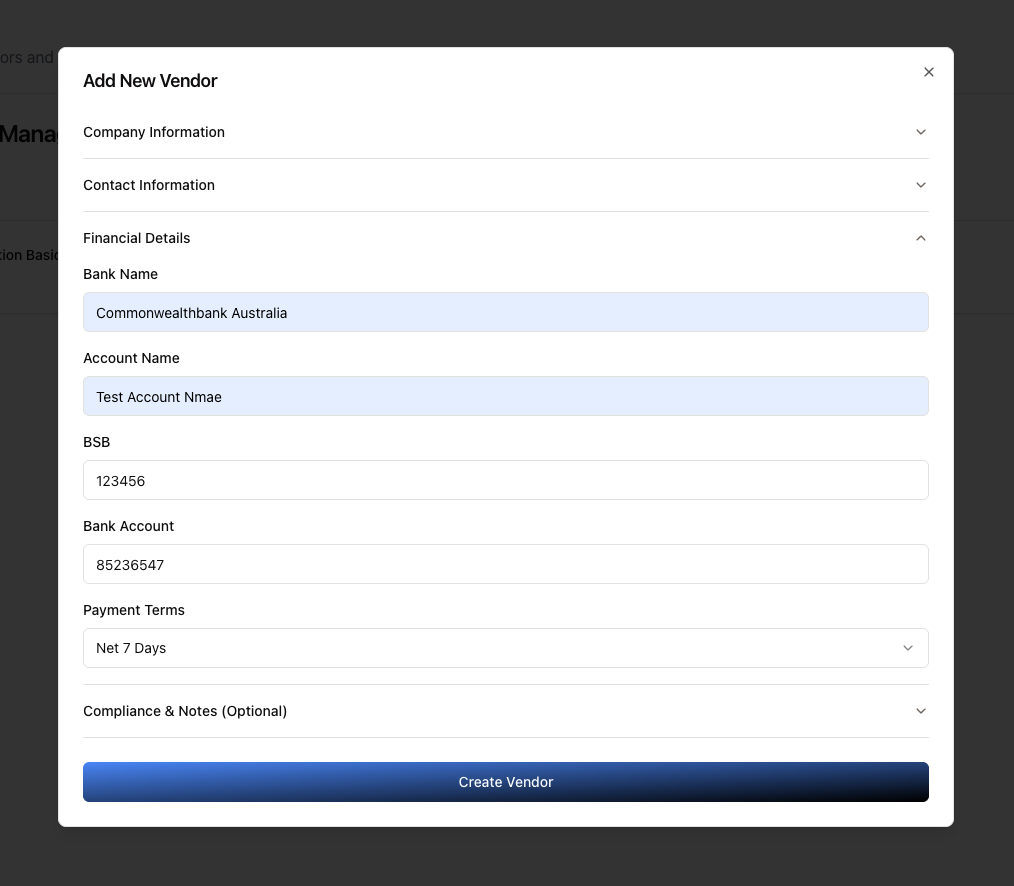 ors and
Add New Vendor
Mana
Company Information
Contact Information
Financial Details
tion Basic
Bank Name
Commonwealthbank Australia
Account Name
Test Account Nmae
BSB
123456
Bank Account
85236547
Payment Terms
Net 7 Days
Compliance & Notes (Optional)
Create Vendor